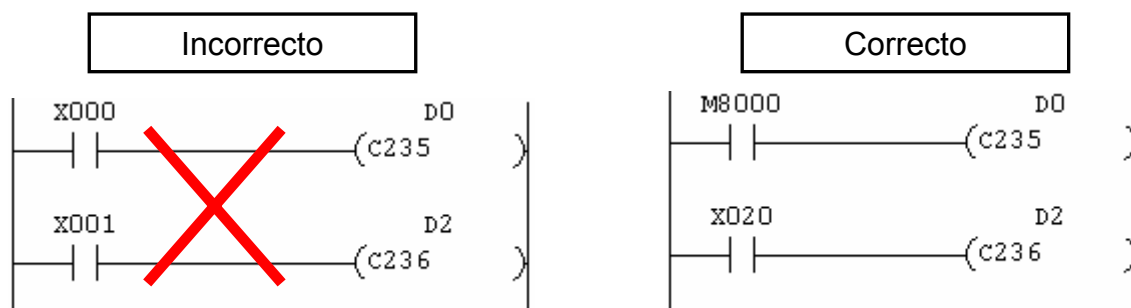 Incorrecto
X000 D0
(C235 )
X001 D2
(C236 )
Correcto
M8000 D0
(C235 )
X020 D2
(C236 )